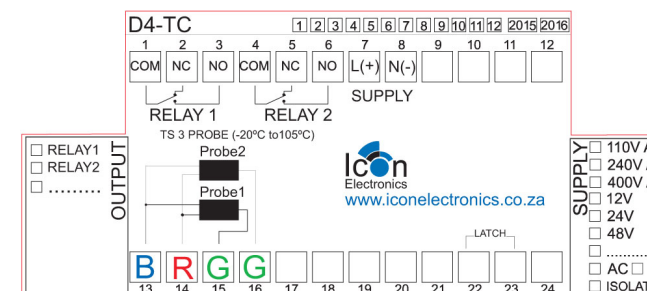 D4-TC 1 2 3 4 5 6 7 8 9 10 11 12 2015 2016
1 2 3 4 5 6 7 8 9 10 11 12
COM NC NO COM NC NO L(+) N(-)
RELAY 1 RELAY 2 SUPPLY
TS 3 PROBE (-20ºC to105ºC)
Probe2
Probe1
Icon
Electronics
www.iconelectronics.co.za
OUTPUT
RELAY1
RELAY2
.........
SUPPLY
110V A
240V
400V
12V
24V
48V
..........
AC
ISOLAT
LATCH
B R G G
13 14 15 16 17 18 19 20 21 22 23 24